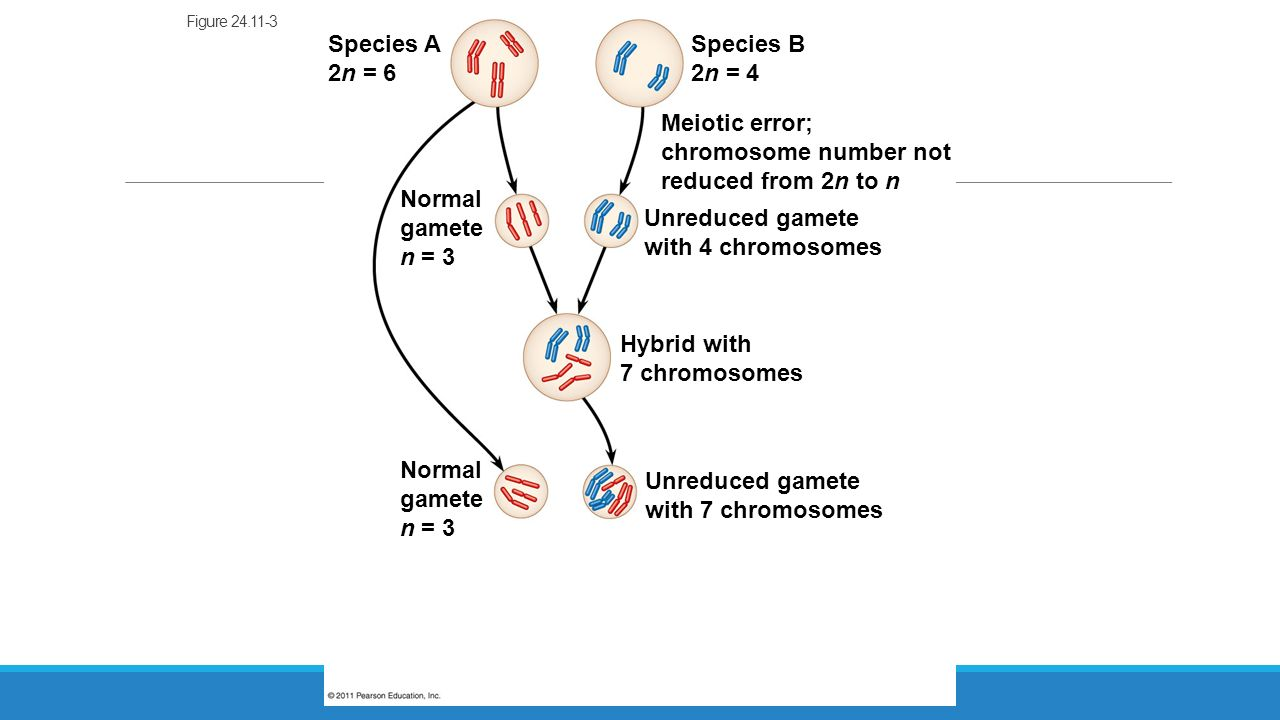 Figure 24.11-3
Species A
2n = 6
Species B
2n = 4
Meiotic error;
chromosome number not
reduced from 2n to n
Normal
gamete
n = 3
Unreduced gamete
with 4 chromosomes
Hybrid with
7 chromosomes
Normal
gamete
n = 3
Unreduced gamete
with 7 chromosomes
© 2011 Pearson Education, Inc.